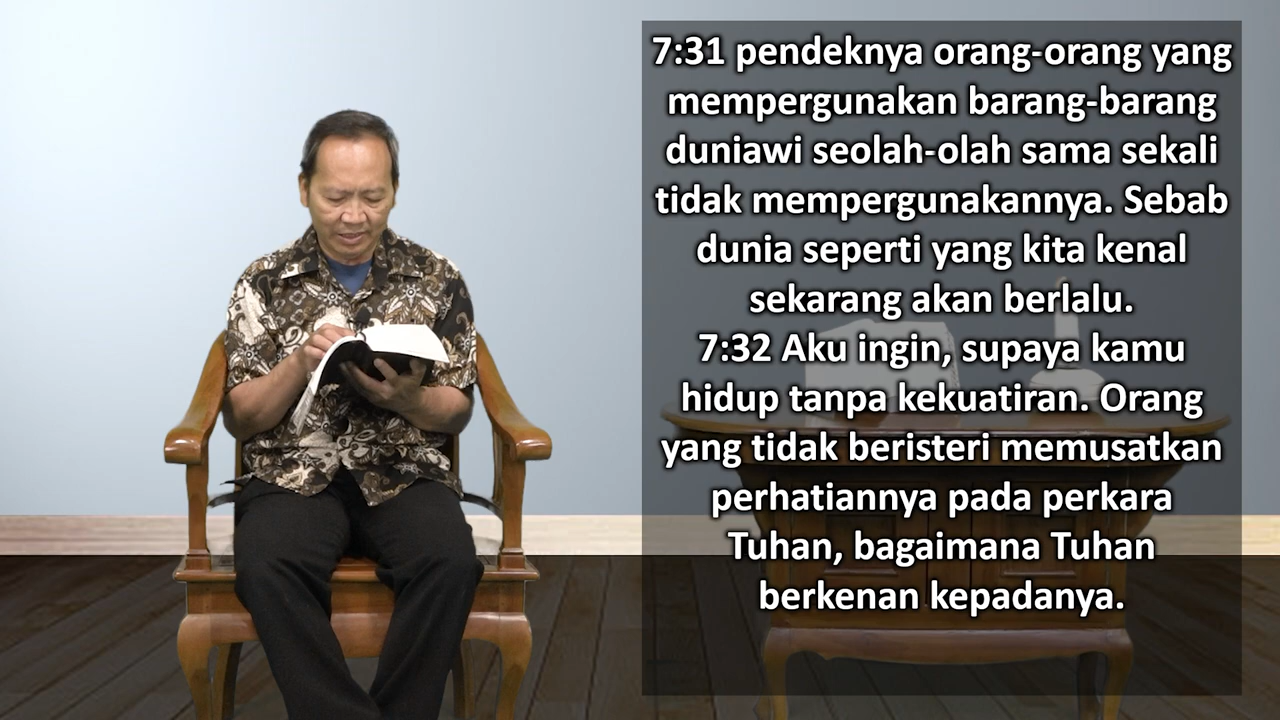 7:31 pendeknya orang-orang yang
mempergunakan barang-barang
duniawi seolah-olah sama sekali
tidak mempergunakannya. Sebab
dunia seperti yang kita kenal
sekarang akan berlalu.
7:32 Aku ingin, supaya kamu
hidup tanpa kekuatiran. Orang
yang tidak beristeri memusatkan
perhatiannya pada perkara
Tuhan, bagaimana Tuhan
berkenan kepadanya.